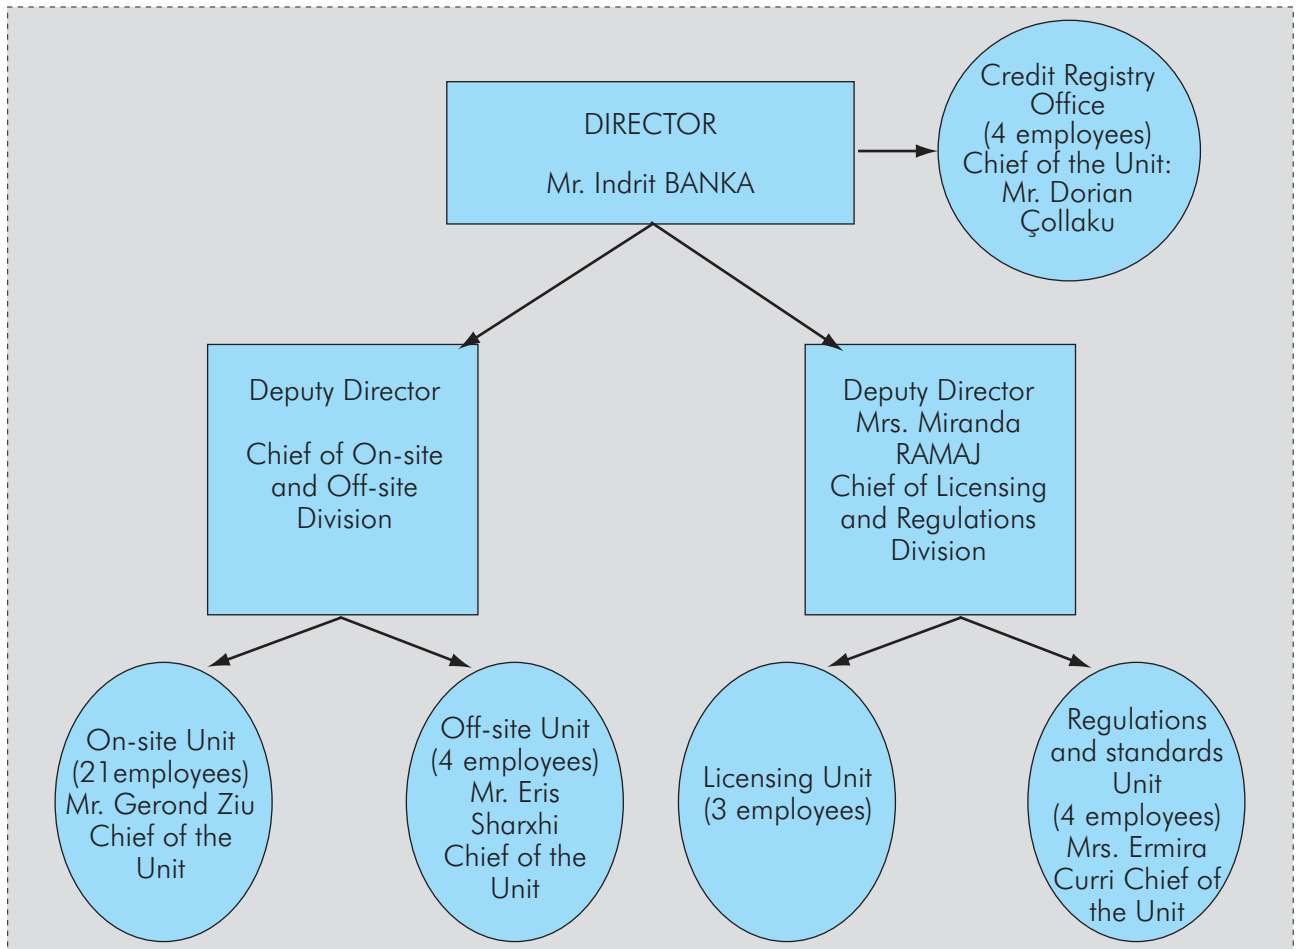 DIRECTOR
Mr. Indrit BANKA
Credit Registry
Office
(4 employees)
Chief of the Unit:
Mr. Dorian
Çollaku
Deputy Director
Chief of On-site
and Off-site
Division
Deputy Director
Mrs. Miranda
RAMAJ
Chief of Licensing
and Regulations
Division
On-site Unit
(21employees)
Mr. Gerond Ziu
Chief of the
Unit
Off-site Unit
(4 employees)
Mr. Eris
Sharxhi
Chief of the
Unit
Licensing Unit
(3 employees)
Regulations
and standards
Unit
(4 employees)
Mrs. Ermira
Curri Chief of
the Unit